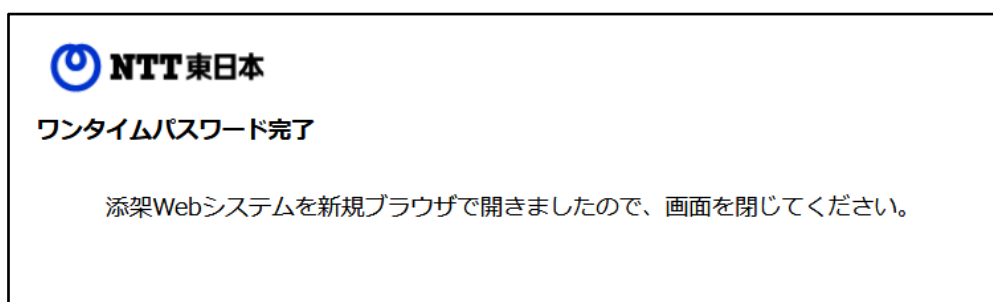 NTT東日本
ワンタイムパスワード完了
添架Webシステムを新規ブラウザで開きましたので、画面を閉じてください。